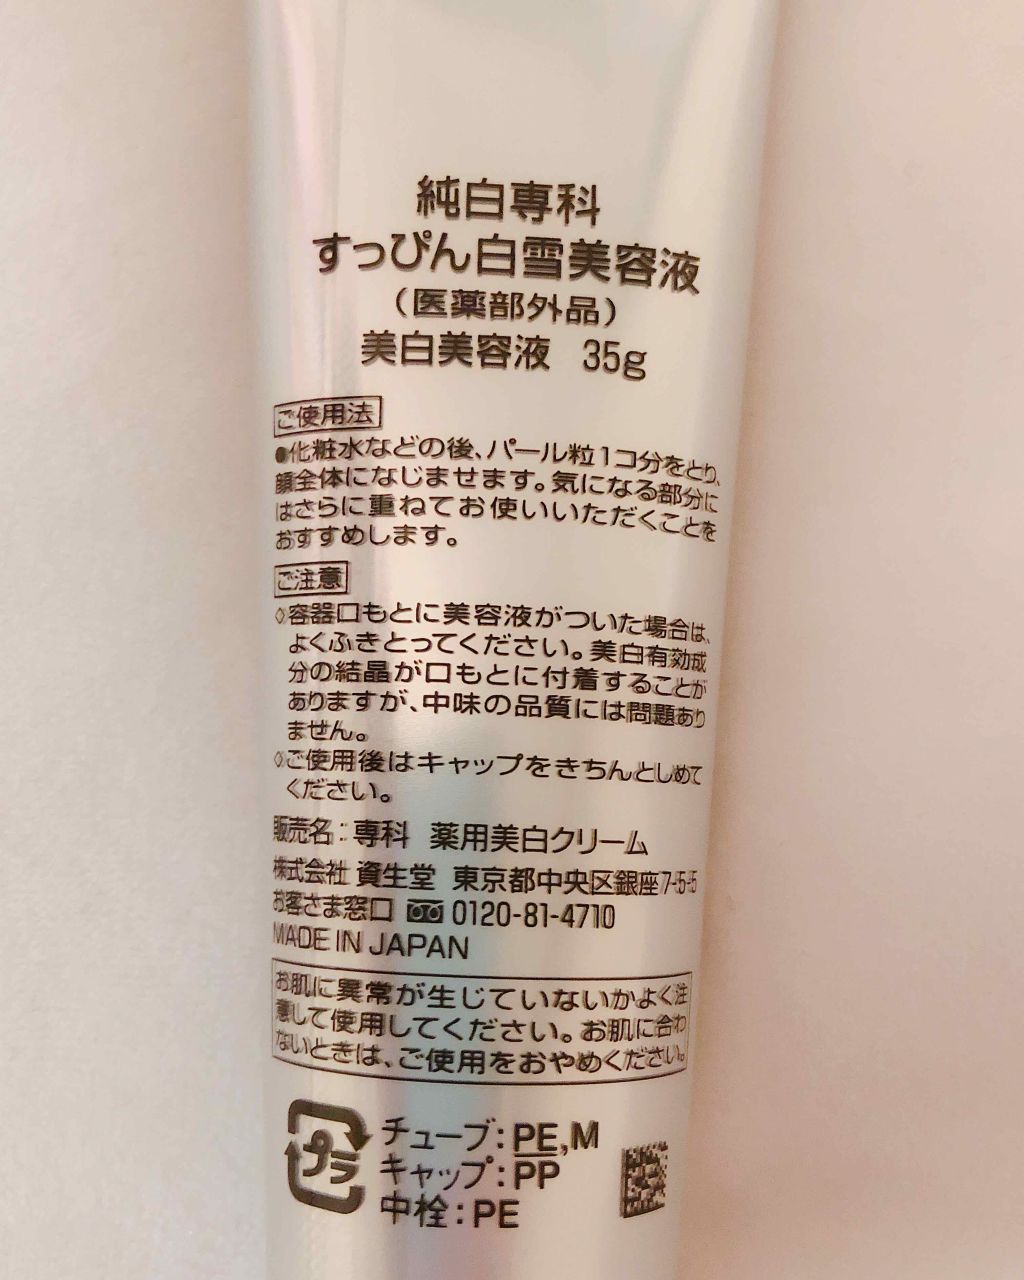 純白専科
すっぴん白雪美容液
（医薬部外品）
美白美容液 35g
ご使用法
●化粧水などの後、パール粒1コ分をとり、
顔全体になじませます。気になる部分に
はさらに重ねてお使いいただくことを
おすすめします。
ご注意
◇容器口もとに美容液がついた場合は、
よくふきとってください。美白有効成
分の結晶が口もとに付着することが
ありますが、中味の品質には問題あり
ません。
◇ご使用後はキャップをきちんとしめて
ください。
販売名：専科 薬用美白クリーム
株式会社 資生堂 東京都中央区銀座7-5-5
お客さま窓口 0120-81-4710
MADE IN JAPAN
お肌に異常が生じていないかよく注
意して使用してください。お肌に合わ
ないときは、ご使用をおやめください。
プラ
チューブ：PE,M
キャップ：PP
中栓：PE